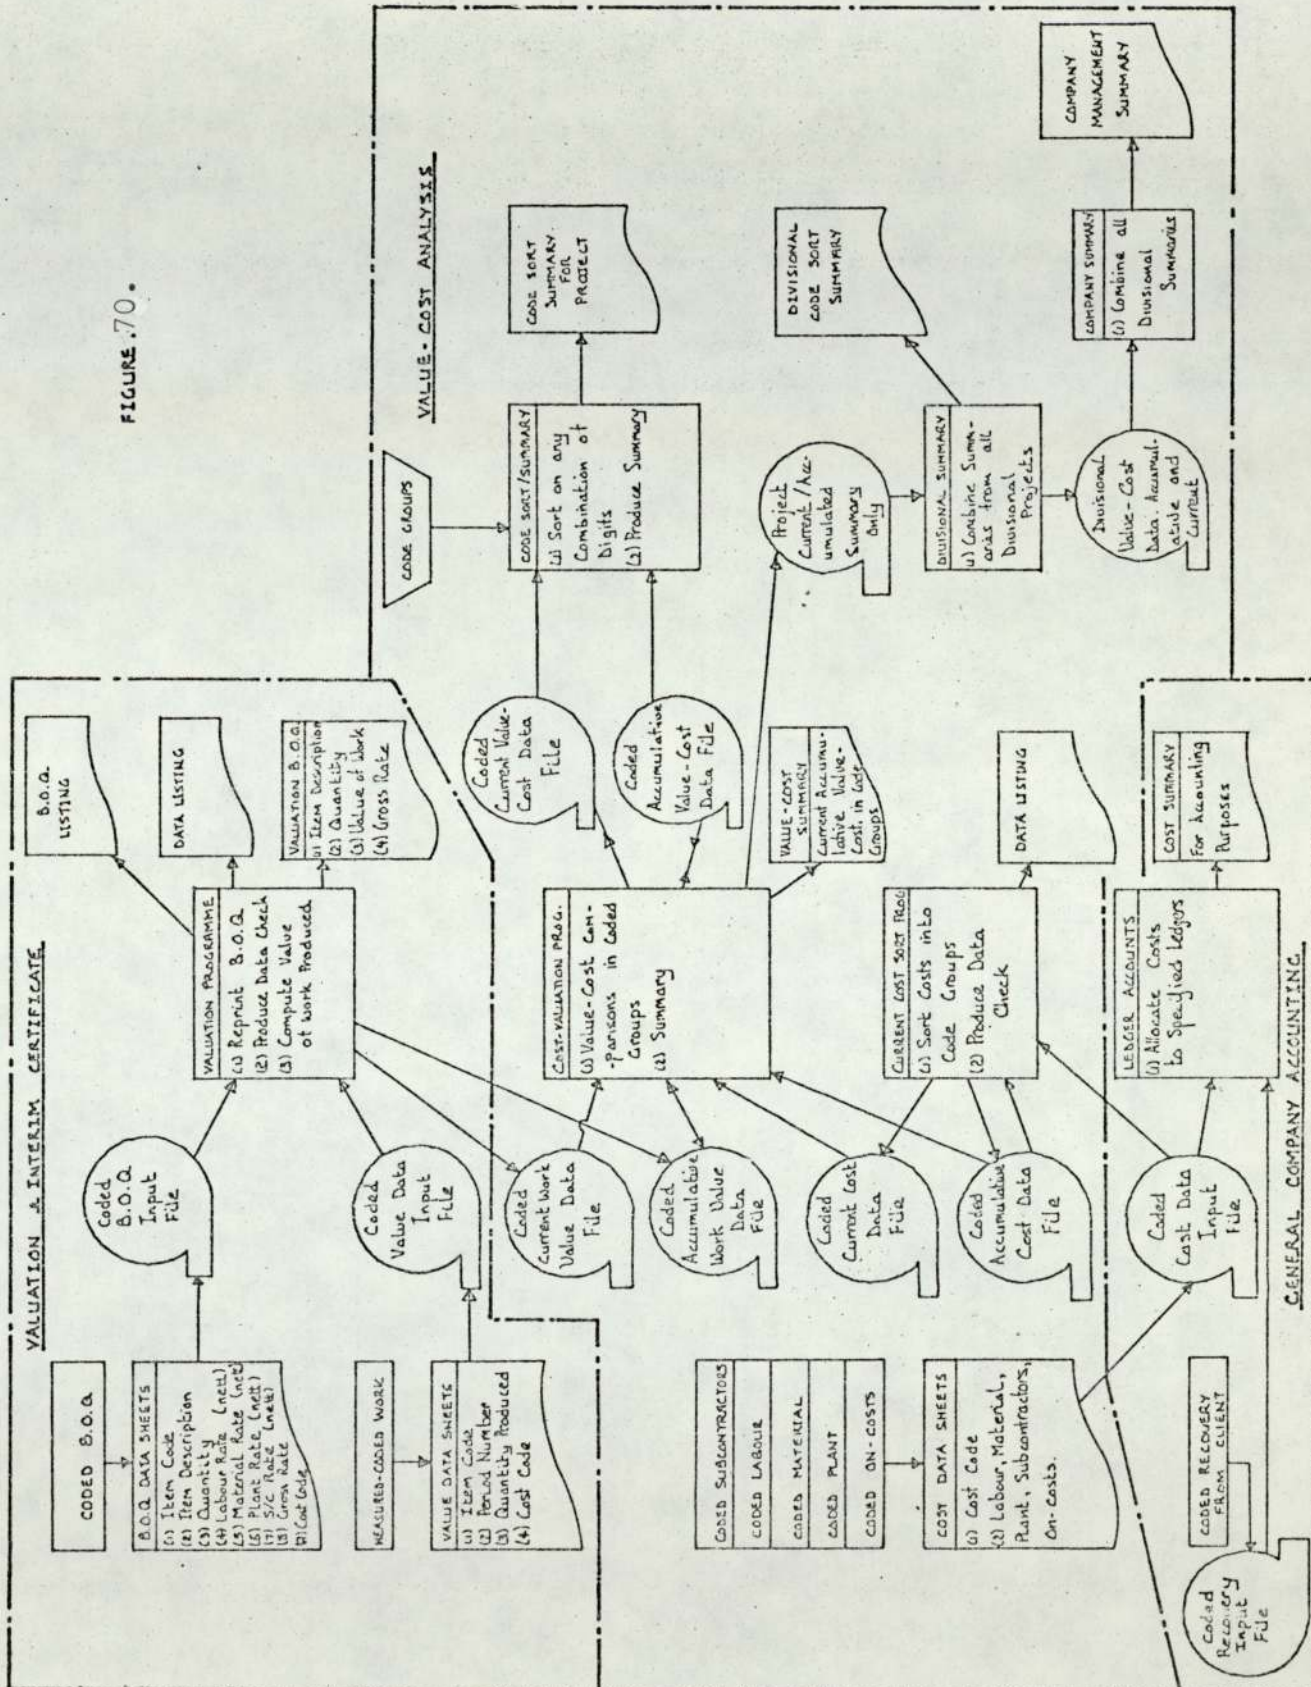 FIGURE .70.
VALUATION & INTERIM CERTIFICATE
CODED B.O.Q
B.O.Q. DATA SHEETS
(1) Item Code
(2) Item Description
(3) Quantity
(4) Labour Rate (nett)
(5) Material Rate (nett)
(6) Plant Rate (nett)
(7) S/C Rate (nett)
(8) Gross Rate
(9) Cost Code
MEASURED-CODED WORK
VALUE DATA SHEETS
(1) Item Code
(2) Period Number
(3) Quantity Produced
(4) Cost Code
Coded
B.O.Q
Input
File
Coded
Value Data
Input
File
VALUATION PROGRAMME
(1) Reprint B.O.Q
(2) Produce Data Check
(3) Compute Value
of Work Produced
B.O.Q.
LISTING
DATA LISTING
VALUATION B.O.Q.
(1) Item Description
(2) Quantity
(3) Value of Work
(4) Gross Rate
VALUE-COST ANALYSIS
CODED SUBCONTRACTORS
CODED LABOUR
CODED MATERIAL
CODED PLANT
CODED ON-COSTS
COST DATA SHEETS
(1) Cost Code
(2) Labour, Material,
Plant, Subcontractors,
On-costs.
Coded
Current Work
Value Data
File
Coded
Accumulative
Work Value
Data
File
Coded
Current Cost
Data
File
Coded
Accumulative
Cost Data
File
COST-VALUATION PROG.
(1) Value-Cost Com-
-parisons in Coded
Groups
(2) Summary
CURRENT COST SORT PROG
(1) Sort Costs into
Code Groups
(2) Produce Data
Check
Coded
Current Value-
Cost Data
File
Coded
Accumulative
Value-Cost
Data File
VALUE-COST
SUMMARY
Current Accumu-
lative Value-
Cost. in Code
Groups
DATA LISTING
CODE GROUPS
CODE SORT/SUMMARY
(1) Sort on any
Combination of
Digits
(2) Produce Summary
CODE SORT
SUMMARY.
FOR
PROJECT
Project
Current/Acc-
umulated
Summary
Only
DIVISIONAL SUMMARY
(1) Combine Summ-
aries from all
Divisional
Projects
DIVISIONAL
CODE SORT
SUMMARY
Divisional
Value-Cost
Data. Accumul-
ative and
Current
COMPANY SUMMARY
(1) Combine all
Divisional
Summaries
COMPANY
MANAGEMENT
SUMMARY
GENERAL COMPANY ACCOUNTING
CODED RECOVERY
FROM CLIENT
Coded
Recovery
Input
File
Coded
Cost Data
Input
File
LEDGER ACCOUNTS
(1) Allocate Costs
to Specified Ledgers
COST SUMMARY
For Accounting
Purposes